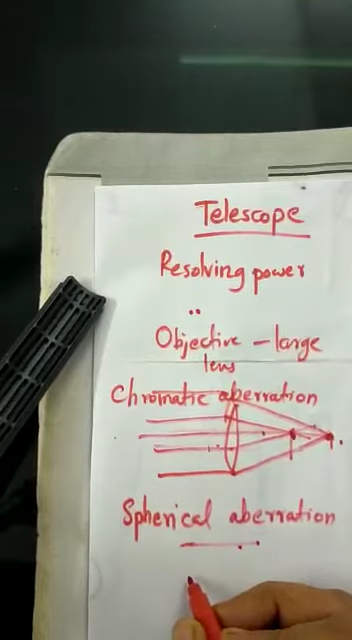 Telescope
Resolving power
Objective - large
lens
Chromatic aberration
Spherical aberration